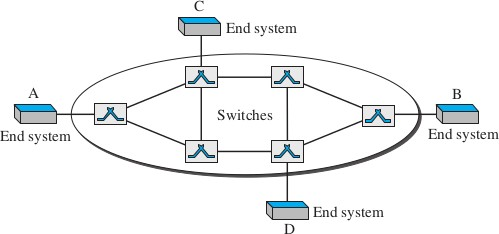 C
End system
A
End system
Switches
B
End system
End system
D